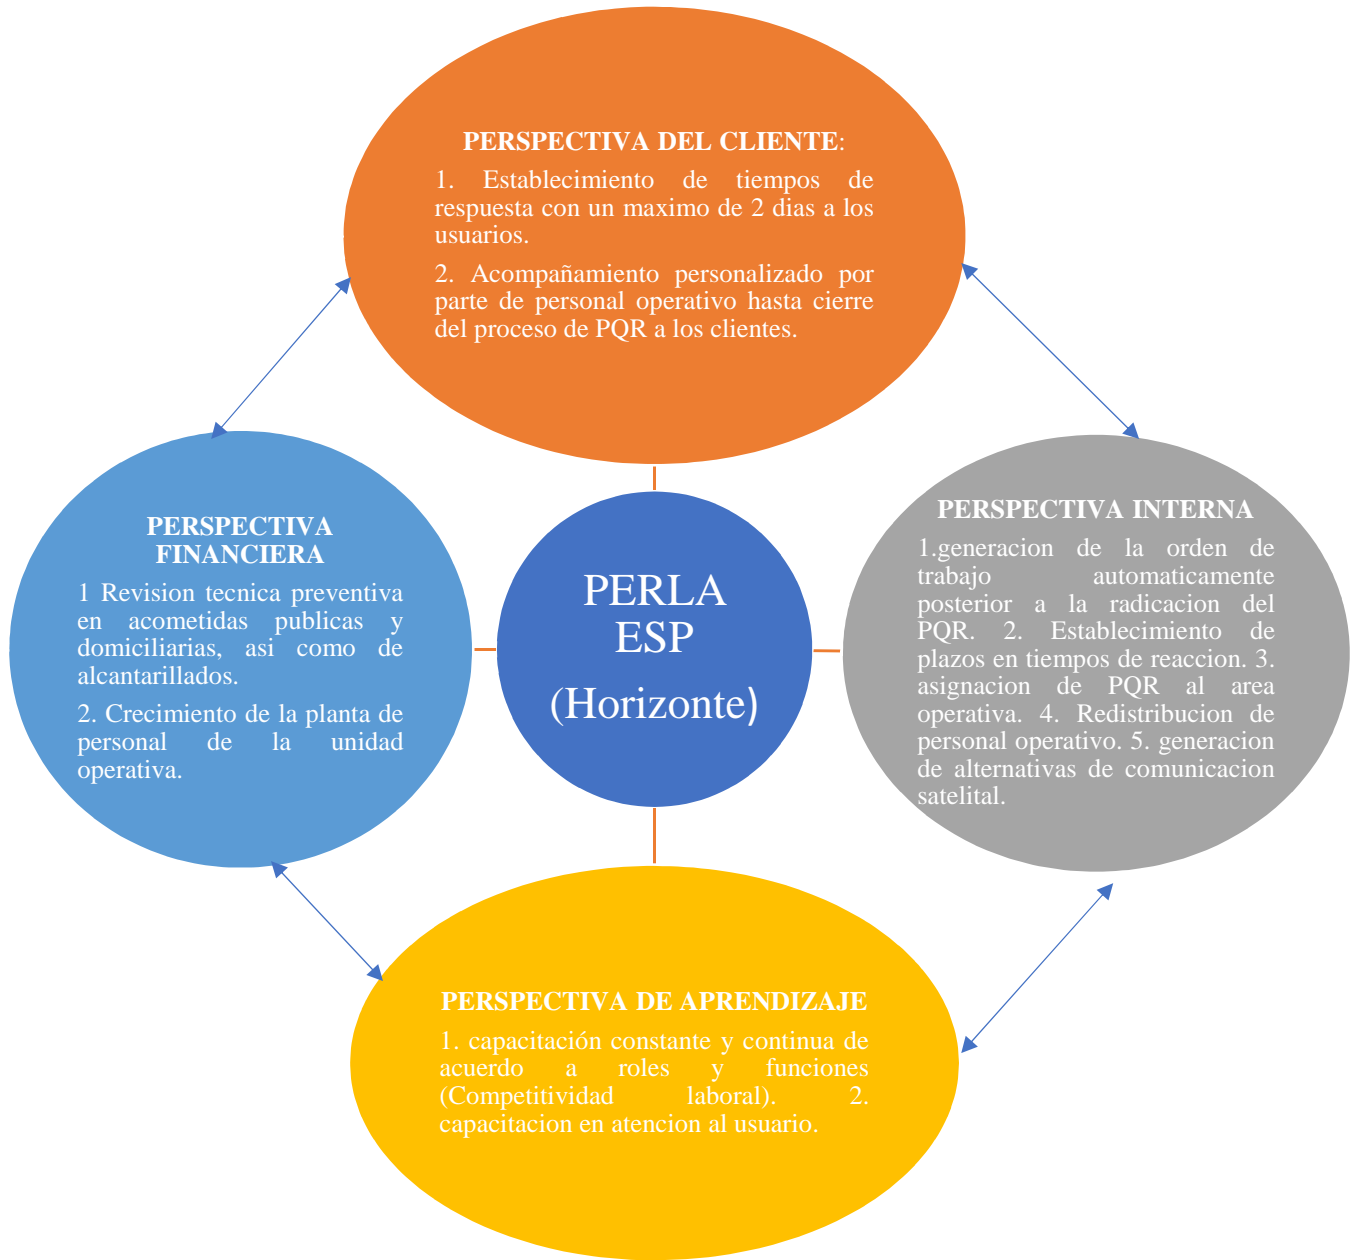 PERSPECTIVA DEL CLIENTE:
1. Establecimiento de tiempos de
respuesta con un maximo de 2 dias a los
usuarios.
2. Acompañamiento personalizado por
parte de personal operativo hasta cierre
del proceso de PQR a los clientes.
PERSPECTIVA
FINANCIERA
1 Revision tecnica preventiva
en acometidas publicas y
domiciliarias, asi como de
alcantarillados.
2. Crecimiento de la planta de
personal de la unidad
operativa.
PERLA
ESP
(Horizonte)
PERSPECTIVA INTERNA
1.generacion de la orden de
trabajo automaticamente
posterior a la radicacion del
PQR. 2. Establecimiento de
plazos en tiempos de reaccion. 3.
asignacion de PQR al area
operativa. 4. Redistribucion de
personal operativo. 5. generacion
de alternativas de comunicacion
satelital.
PERSPECTIVA DE APRENDIZAJE
1. capacitación constante y continua de
acuerdo a roles y funciones
(Competitividad laboral). 2.
capacitacion en atencion al usuario.